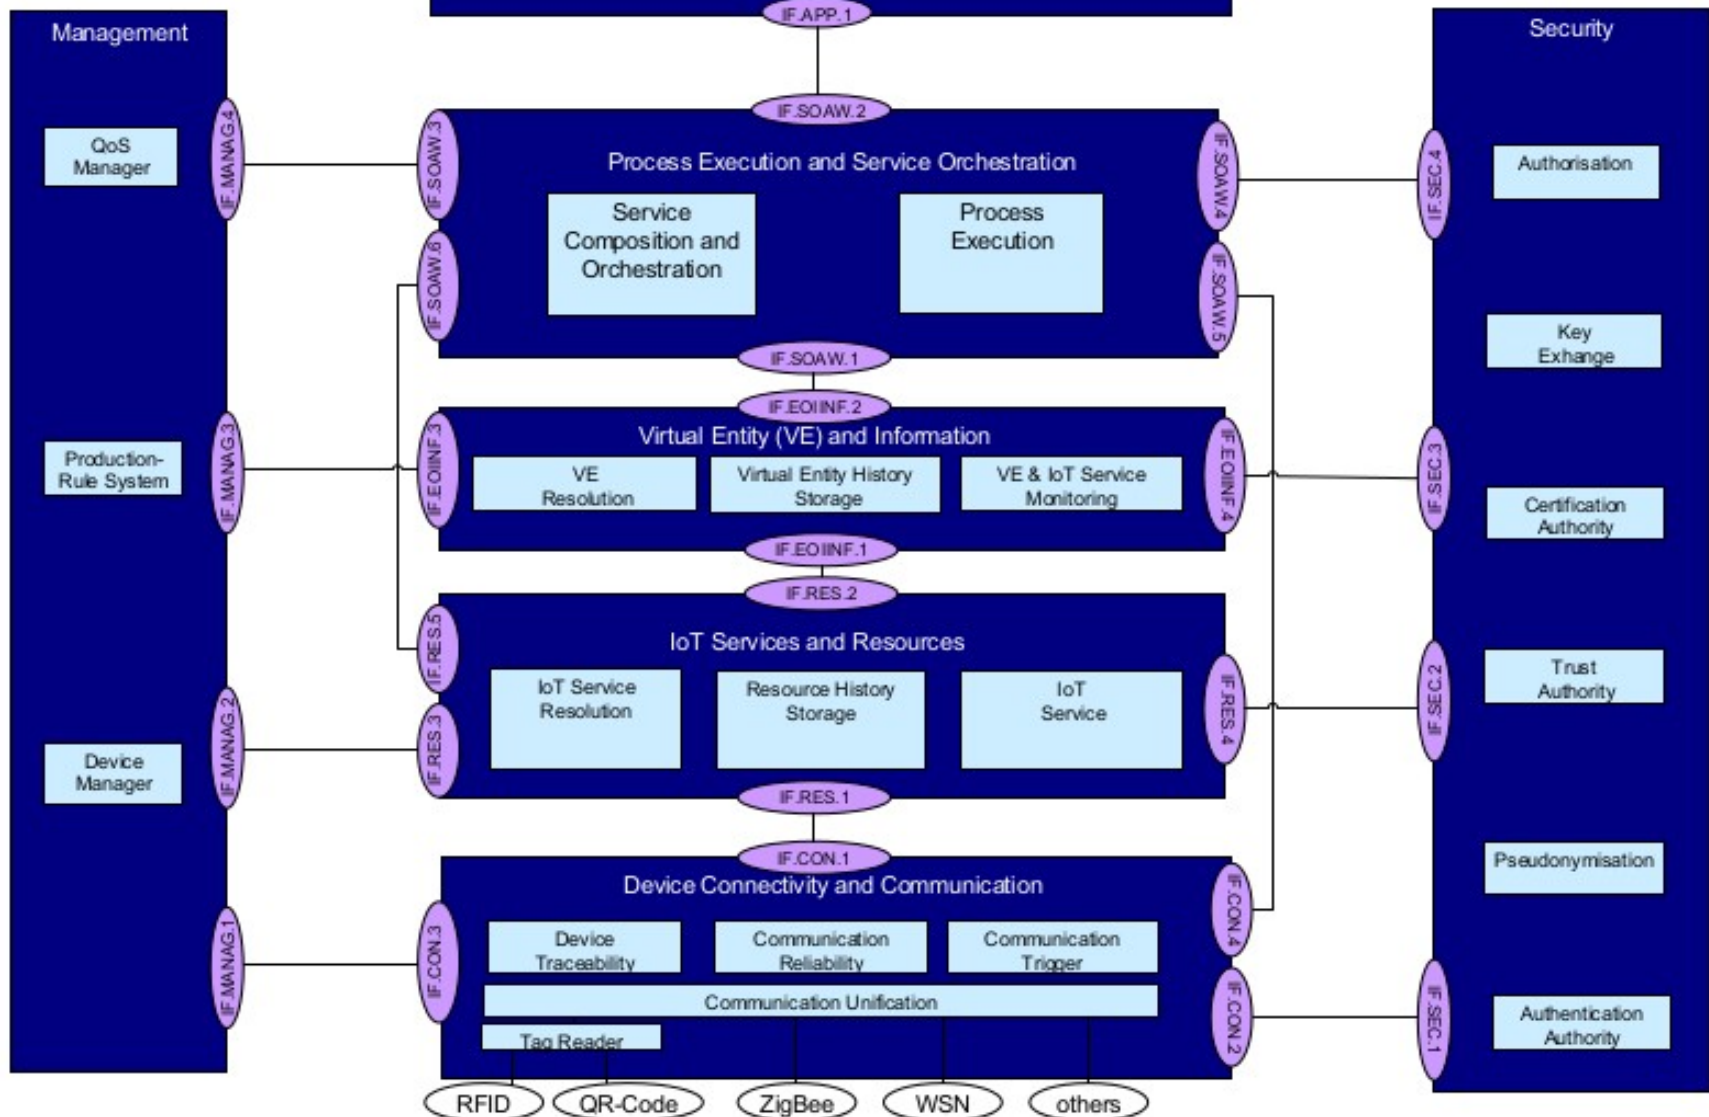 IF.APP.1
Management
QoS
Manager
Production-
Rule System
Device
Manager
IF.MANAG.4
IF.MANAG.3
IF.MANAG.2
IF.MANAG.1
IF.SOAW.2
IF.SOAW.3
IF.SOAW.6
Process Execution and Service Orchestration
Service
Composition and
Orchestration
Process
Execution
IF.SOAW.4
IF.SOAW.5
IF.SOAW.1
IF.EOIINF.2
IF.EOIINF.3
Virtual Entity (VE) and Information
VE
Resolution
Virtual Entity History
Storage
VE & IoT Service
Monitoring
IF.EOIINF.4
IF.EOIINF.1
IF.RES.2
IF.RES.5
IF.RES.3
IoT Services and Resources
IoT Service
Resolution
Resource History
Storage
IoT
Service
IF.RES.4
IF.RES.1
IF.CON.1
IF.CON.3
Device Connectivity and Communication
Device
Traceability
Communication
Reliability
Communication
Trigger
Communication Unification
Tag Reader
IF.CON.4
IF.CON.2
RFID
QR-Code
ZigBee
WSN
others
IF.SEC.4
IF.SEC.3
IF.SEC.2
IF.SEC.1
Security
Authorisation
Key
Exhange
Certification
Authority
Trust
Authority
Pseudonymisation
Authentication
Authority